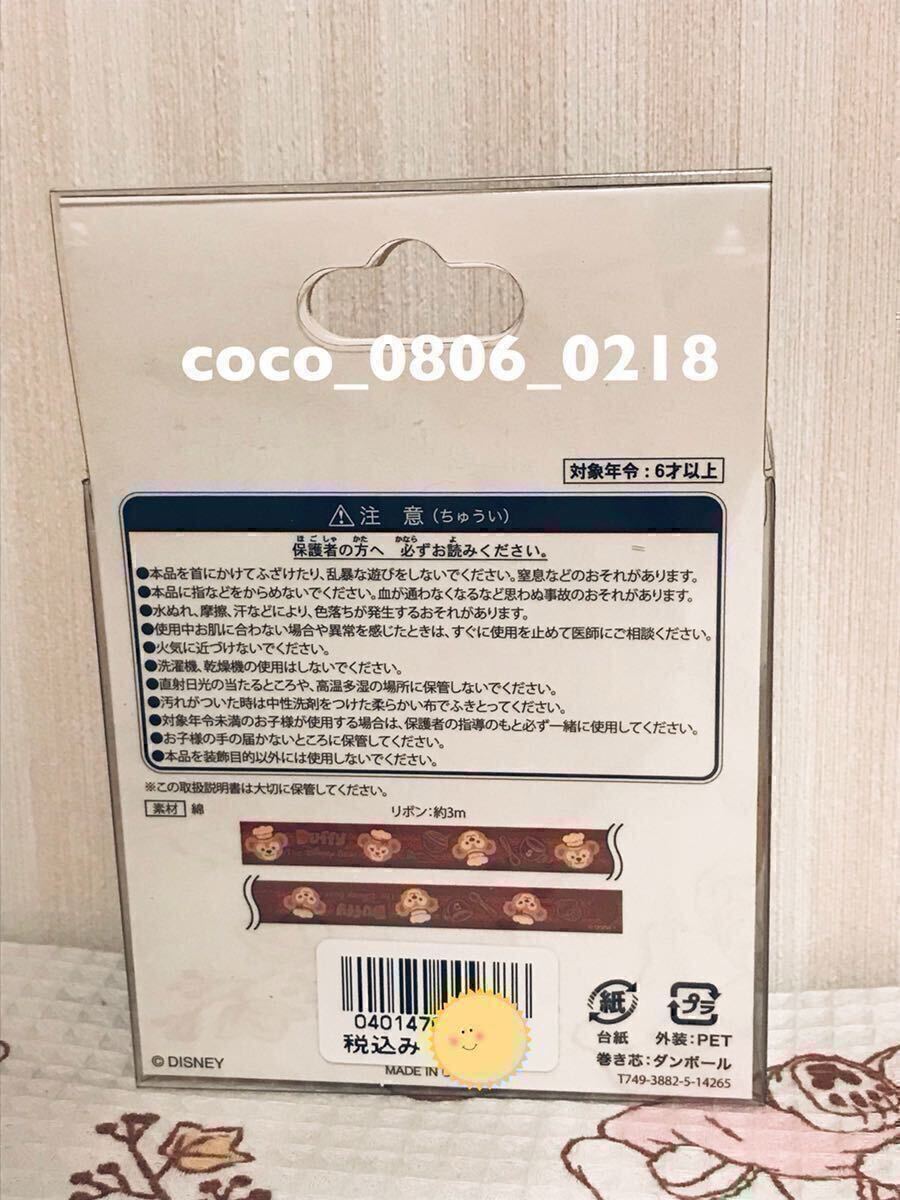 coco_0806_0218
対象年令:6才以上
⚠注 意(ちゅうい)
ほごしゃ かた かなら よ
保護者の方へ 必ずお読みください。
●本品を首にかけてふざけたり、乱暴な遊びをしないでください。窒息などのおそれがあります。
●本品に指などをからめないでください。血が通わなくなるなど思わぬ事故のおそれがあります。
●水ぬれ、摩擦、汗などにより、色落ちが発生するおそれがあります。
●使用中お肌に合わない場合や異常を感じたときは、すぐに使用を止めて医師にご相談ください。
●火気に近づけないでください。
●洗濯機、乾燥機の使用はしないでください。
●直射日光の当たるところや、高温多湿の場所に保管しないでください。
●汚れがついた時は中性洗剤をつけた柔らかい布でふきとってください。
●対象年令未満のお子様が使用する場合は、保護者の指導のもと必ず一緒に使用してください。
●お子様の手の届かないところに保管してください。
●本品を装飾目的以外には使用しないでください。
※この取扱説明書は大切に保管してください。
素材 綿
リボン:約3m
Duffy
040147
税込み
MADE IN
© DISNEY
紙 プラ
台紙 外装:PET
巻き芯:ダンボール
T749-3882-5-14265